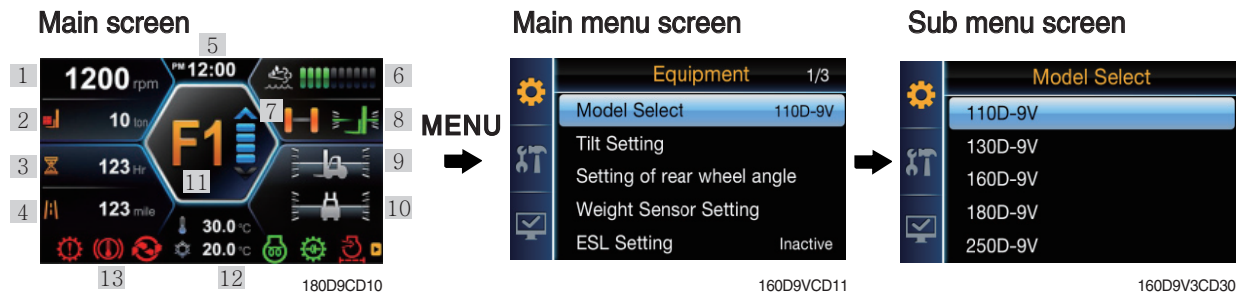 Main screen
Main menu screen
Sub menu screen
5
1
1200 rpm
PM 12:00
6
2
10 ton
7
8
3
123 Hr
F1
11
9
4
123 mile
10
30.0 °C
20.0 °C
13
12
180D9CD10
MENU
Equipment 1/3
Model Select 110D-9V
Tilt Setting
Setting of rear wheel angle
Weight Sensor Setting
ESL Setting Inactive
160D9VCD11
Model Select
110D-9V
130D-9V
160D-9V
180D-9V
250D-9V
160D9V3CD30